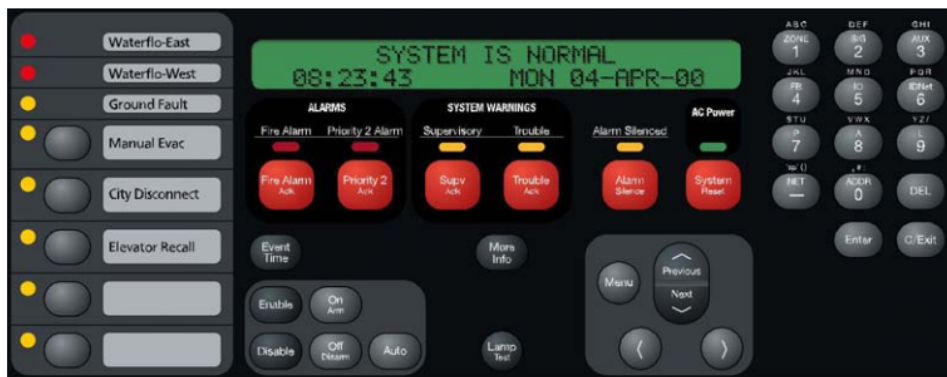 Waterflo-East
Waterflo-West
Ground Fault
Manual Evac
City Disconnect
Elevator Recall
SYSTEM IS NORMAL
08:23:43 MON 04-APR-00
ALARMS
SYSTEM WARNINGS
AC Power
Fire Alarm Priority 2 Alarm Supervisory Trouble Alarm Silenced
Fire Alarm Ack
Priority 2 Ack
Supv Ack
Trouble Ack
Alarm Silence
System Reset
Event Time
More Info
Enable
On Arm
Disable
Off Disarm
Auto
Lamp Test
Menu
Previous
Next
ABC DEF GHI
ZONE 1
SIG 2
AUX 3
JKL MNO PQR
FB 4
IO 5
IDNet 6
STU VWX YZ/
P 7
A 8
L 9
NET —
ADDR 0
DEL
Enter
C/Exit